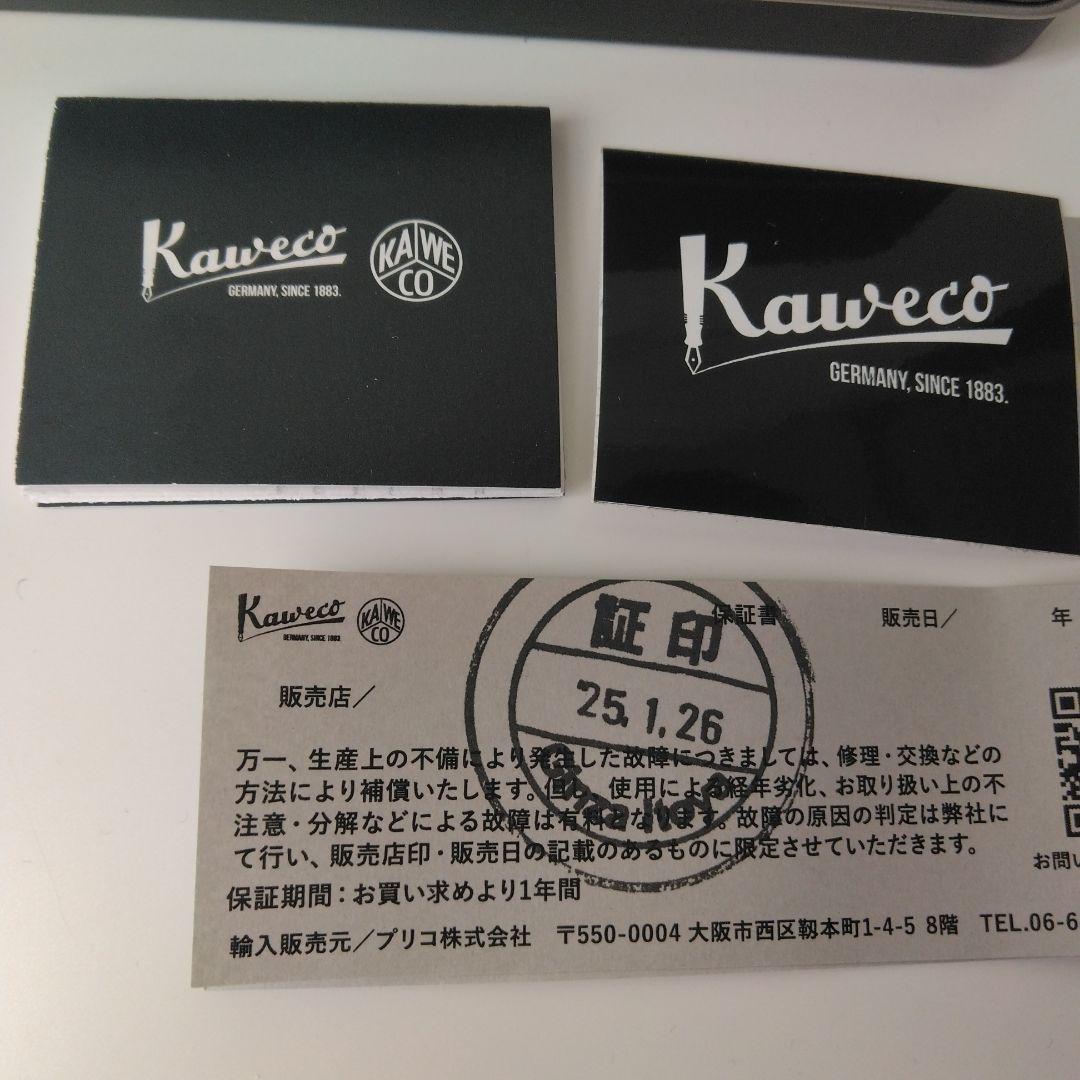 Kaweco
GERMANY, SINCE 1883.
KA WE CO
Kaweco
GERMANY, SINCE 1883.
Kaweco
GERMANY, SINCE 1883.
KA WE CO
保証書
販売日／ 年
販売店／
証印
'25.1.26
Ginza Itoya
万一、生産上の不備により発生した故障につきましては、修理・交換などの
方法により補償いたします。但し、使用による経年劣化、お取り扱い上の不
注意・分解などによる故障は有料となります。故障の原因の判定は弊社に
て行い、販売店印・販売日の記載のあるものに限定させていただきます。
お問い
保証期間：お買い求めより1年間
輸入販売元／プリコ株式会社 〒550-0004 大阪市西区靱本町1-4-5 8階 TEL.06-6